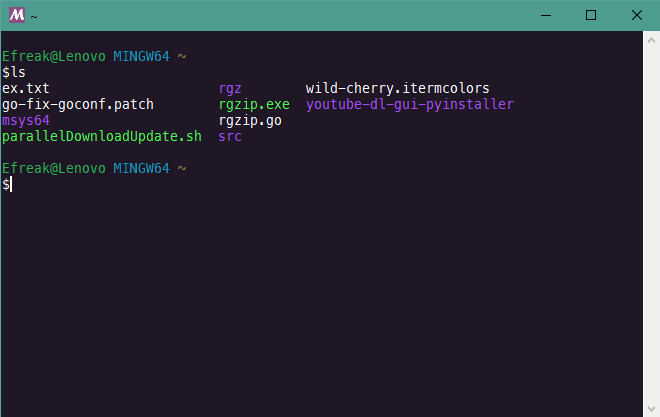 M ~
Efreak@Lenovo MINGW64 ~
$ls
ex.txt rgz wild-cherry.itermcolors
go-fix-goconf.patch rgzip.exe youtube-dl-gui-pyinstaller
msys64 rgzip.go
parallelDownloadUpdate.sh src
Efreak@Lenovo MINGW64 ~
$